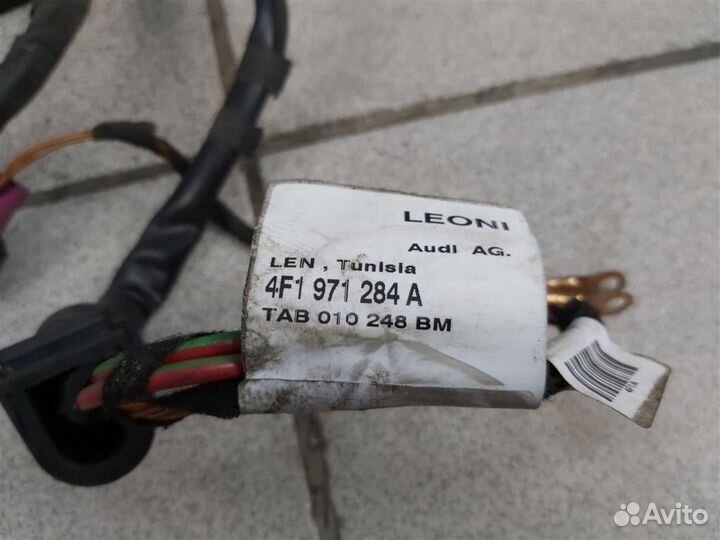 LEONI
Audi AG.
LEN , Tunisia
4F1 971 284 A
TAB 010 248 BM
Avito